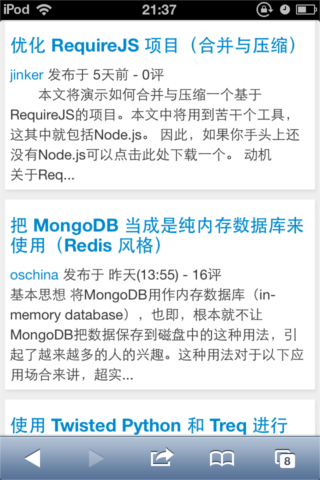 iPod 21:37
优化 RequireJS 项目（合并与压缩）
jinker 发布于 5天前 - 0评
本文将演示如何合并与压缩一个基于
RequireJS的项目。本文中将用到苦干个工具，
这其中就包括Node.js。 因此，如果你手头上还
没有Node.js可以点击此处下载一个。 动机
关于Req...
把 MongoDB 当成是纯内存数据库来
使用（Redis 风格）
oschina 发布于 昨天(13:55) - 16评
基本思想 将MongoDB用作内存数据库（in-
memory database），也即，根本就不让
MongoDB把数据保存到磁盘中的这种用法，引
起了越来越多的人的兴趣。这种用法对于以下应
用场合来讲，超实...
使用 Twisted Python 和 Treq 进行
8